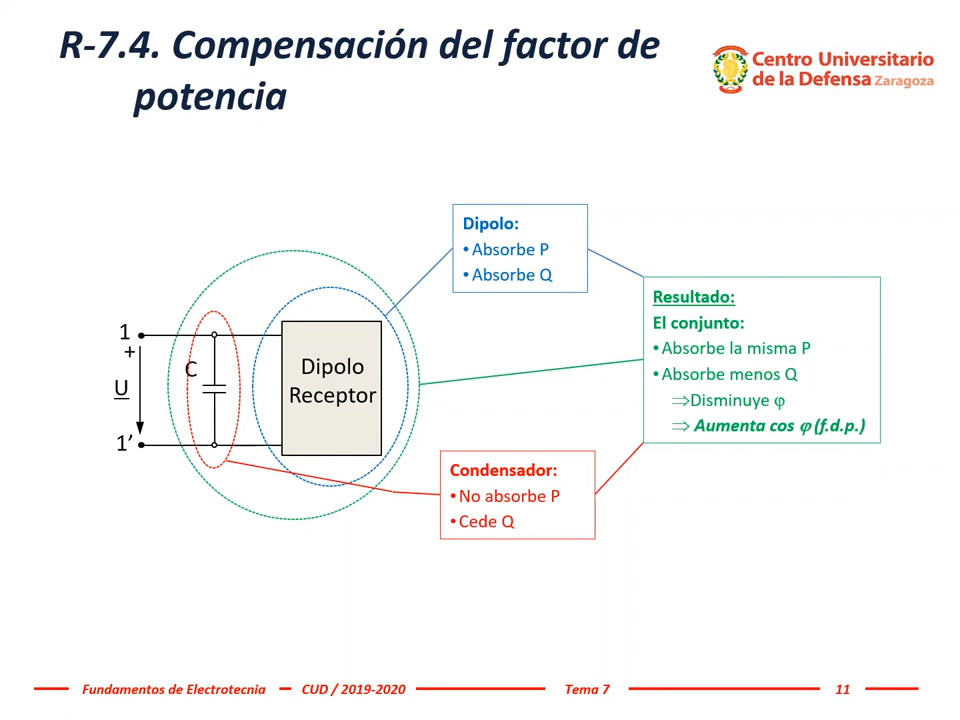 R-7.4. Compensación del factor de
potencia
Centro Universitario
de la Defensa Zaragoza
Dipolo:
• Absorbe P
• Absorbe Q
Resultado:
El conjunto:
• Absorbe la misma P
• Absorbe menos Q
⇒Disminuye φ
⇒ Aumenta cos φ (f.d.p.)
1
+
U
1’
C
Dipolo
Receptor
Condensador:
• No absorbe P
• Cede Q
Fundamentos de Electrotecnia CUD / 2019-2020 Tema 7 11